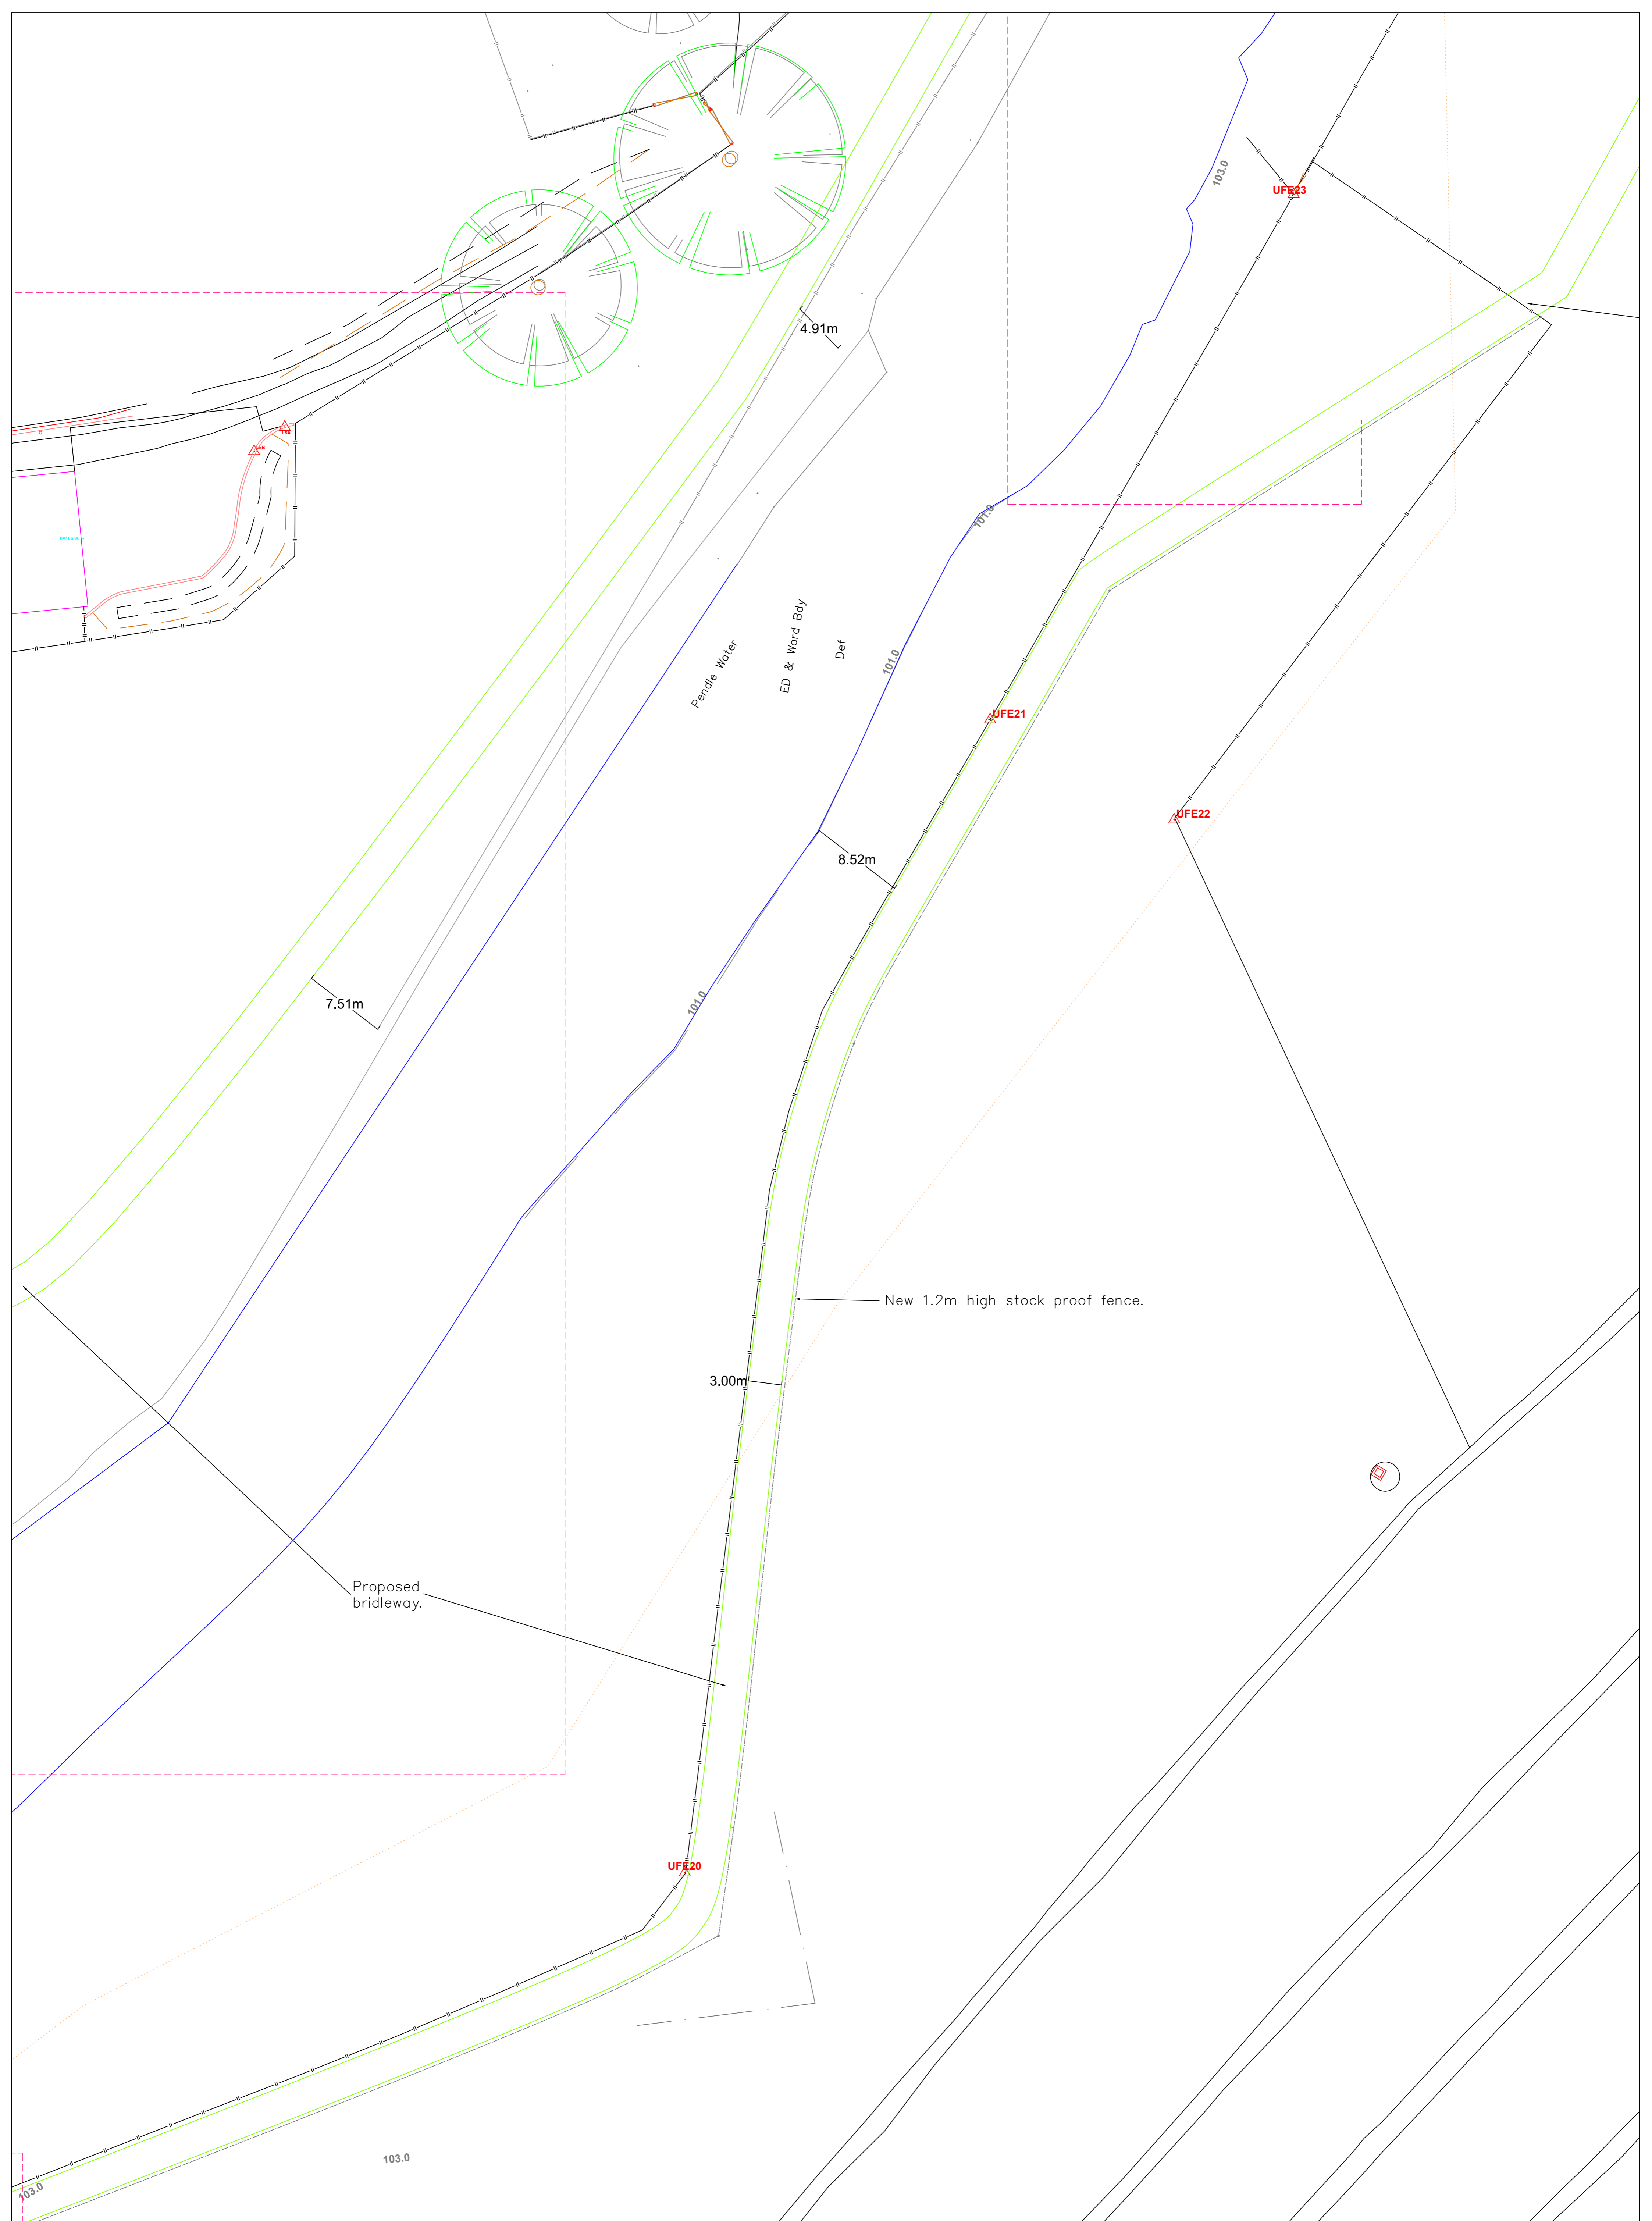 103.0
UFE23
4.91m
101.0
Pendle Water
ED & Ward Bdy
Def
101.0
UFE21
UFE22
8.52m
7.51m
101.0
New 1.2m high stock proof fence.
3.00m
Proposed
bridleway.
UFE20
103.0
103.0